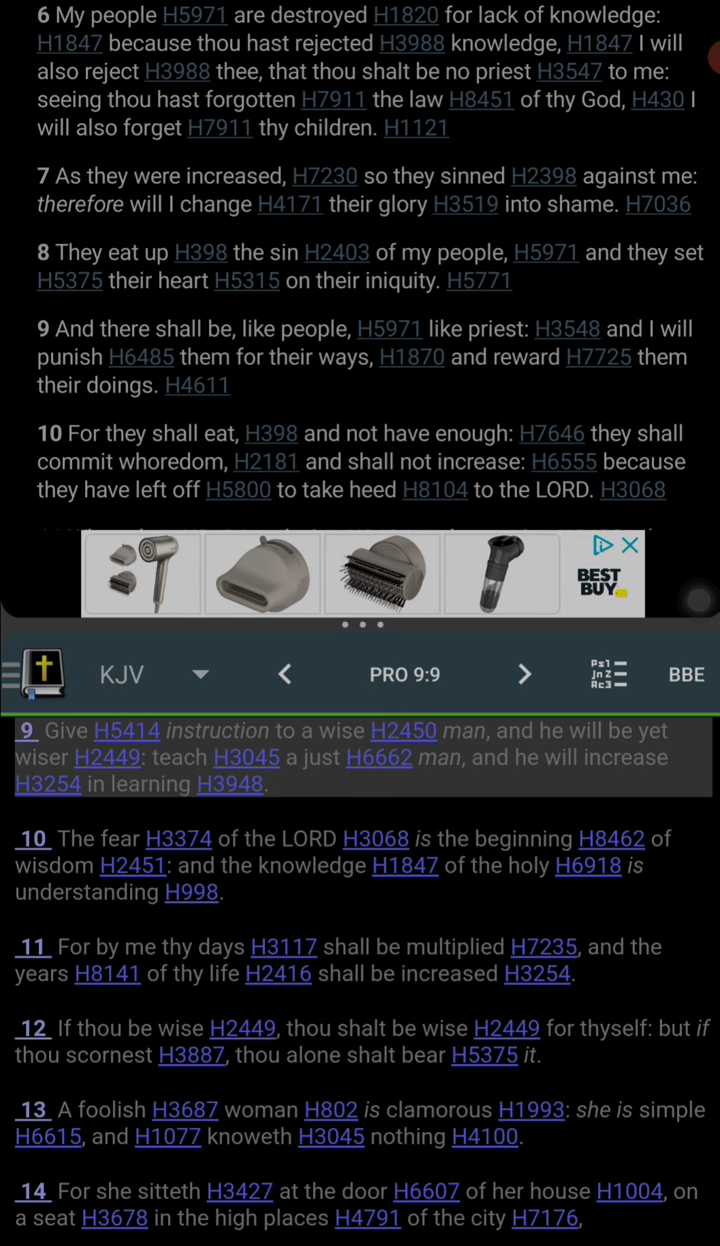 6 My people H5971 are destroyed H1820 for lack of knowledge:
H1847 because thou hast rejected H3988 knowledge, H1847 I will
also reject H3988 thee, that thou shalt be no priest H3547 to me:
seeing thou hast forgotten H7911 the law H8451 of thy God, H430 I
will also forget H7911 thy children. H1121
7 As they were increased, H7230 so they sinned H2398 against me:
therefore will I change H4171 their glory H3519 into shame. H7036
8 They eat up H398 the sin H2403 of my people, H5971 and they set
H5375 their heart H5315 on their iniquity. H5771
9 And there shall be, like people, H5971 like priest: H3548 and I will
punish H6485 them for their ways, H1870 and reward H7725 them
their doings. H4611
10 For they shall eat, H398 and not have enough: H7646 they shall
commit whoredom, H2181 and shall not increase: H6555 because
they have left off H5800 to take heed H8104 to the LORD. H3068
BEST
BUY
KJV
PRO 9:9
Ps1
JnZ
Ac3
BBE
9 Give H5414 instruction to a wise H2450 man, and he will be yet
wiser H2449: teach H3045 a just H6662 man, and he will increase
H3254 in learning H3948.
10 The fear H3374 of the LORD H3068 is the beginning H8462 of
wisdom H2451: and the knowledge H1847 of the holy H6918 is
understanding H998.
11 For by me thy days H3117 shall be multiplied H7235, and the
years H8141 of thy life H2416 shall be increased H3254.
12 If thou be wise H2449, thou shalt be wise H2449 for thyself: but if
thou scornest H3887, thou alone shalt bear H5375 it.
13 A foolish H3687 woman H802 is clamorous H1993: she is simple
H6615, and H1077 knoweth H3045 nothing H4100.
14 For she sitteth H3427 at the door H6607 of her house H1004, on
a seat H3678 in the high places H4791 of the city H7176,